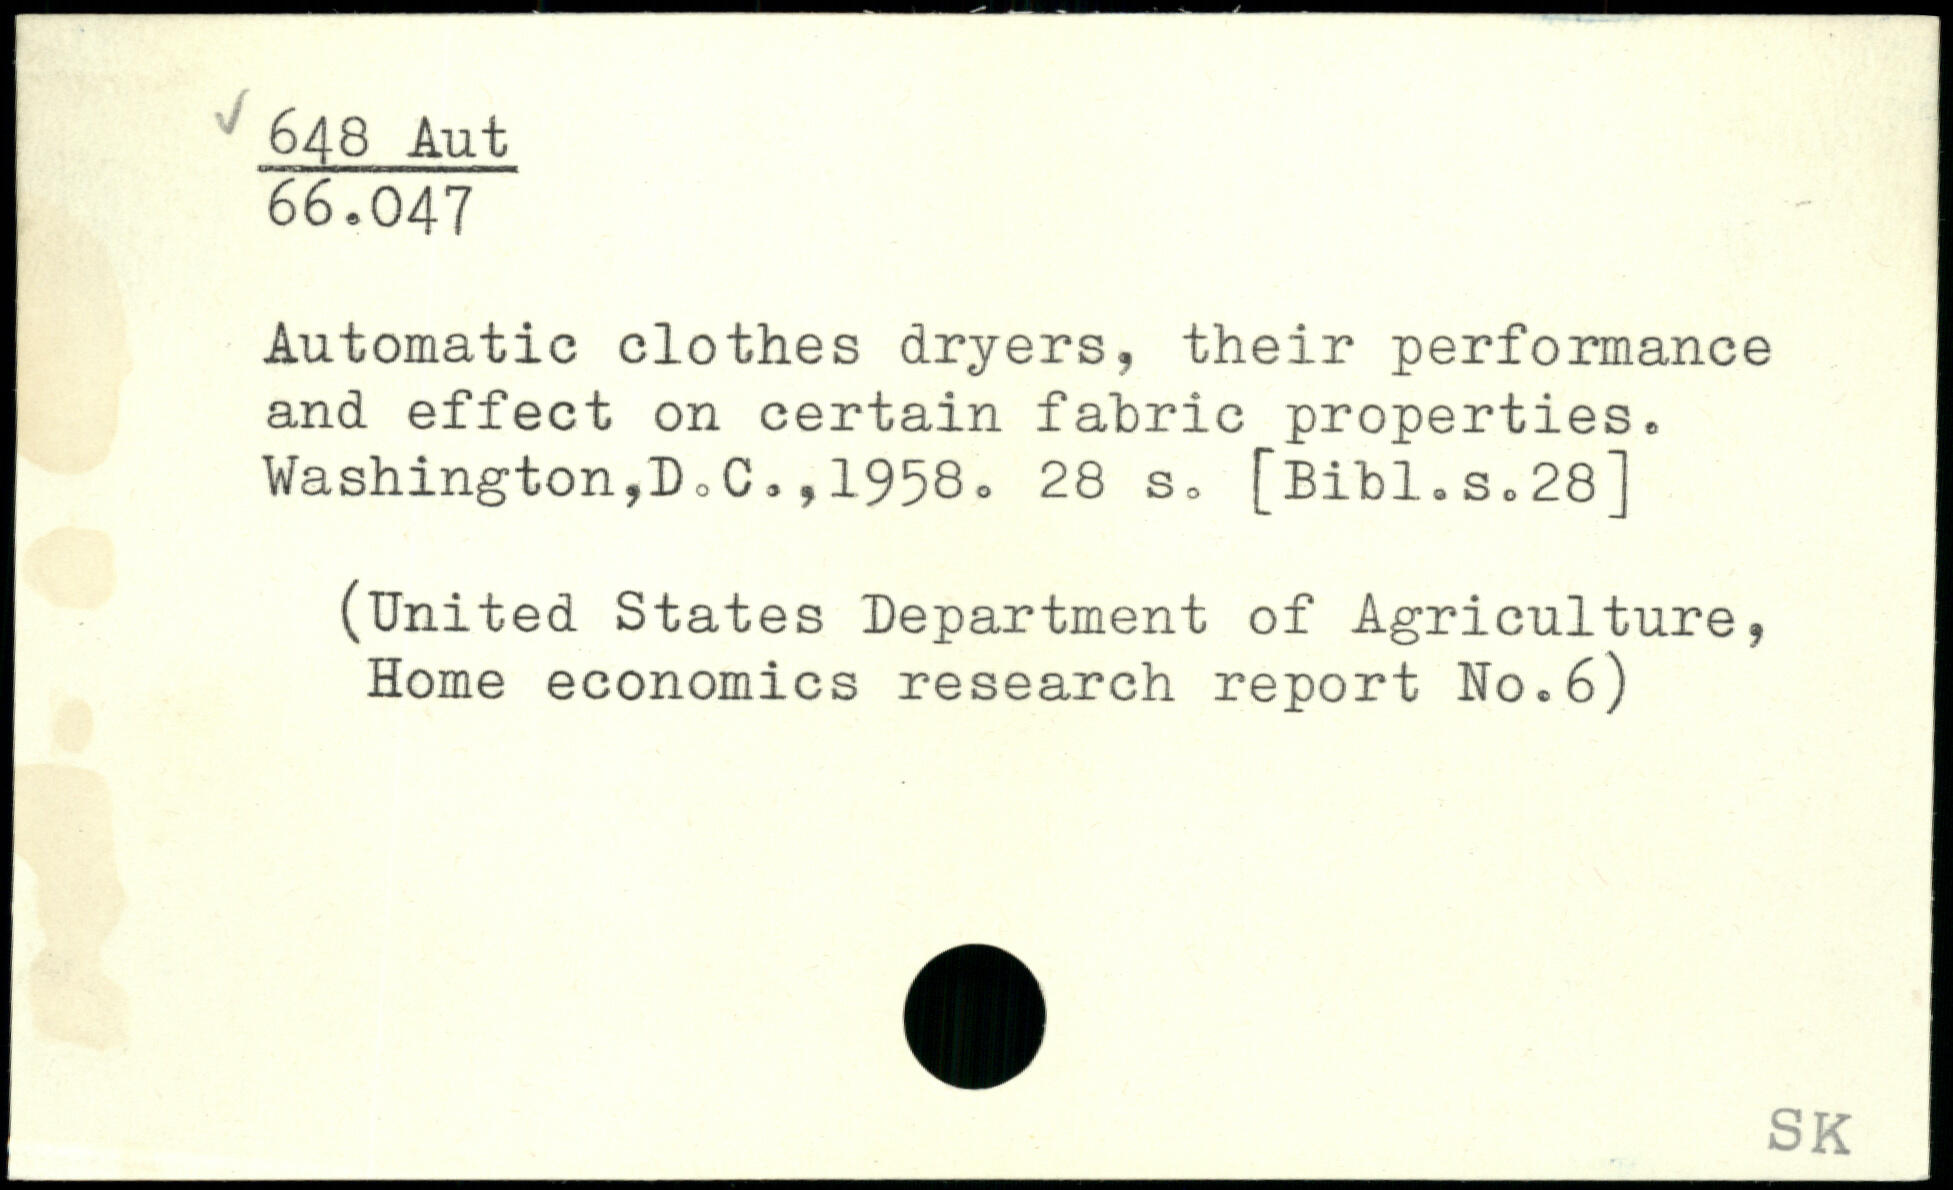 ✓ 648 Aut
66.047
Automatic clothes dryers, their performance
and effect on certain fabric properties.
Washington,D.C.,1958. 28 s. [Bibl.s.28]
(United States Department of Agriculture,
Home economics research report No.6)
SK